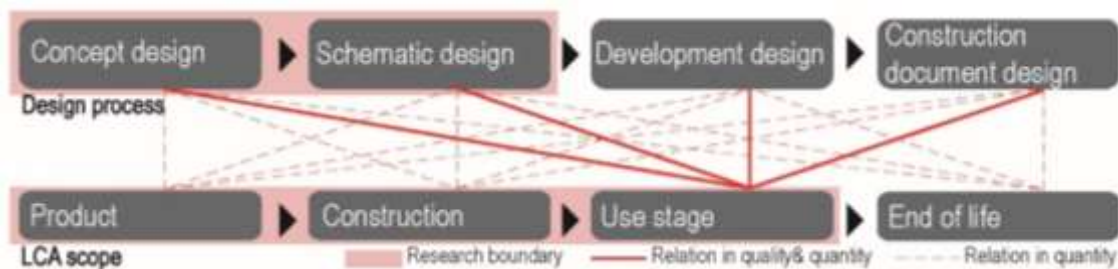 Concept design
Schematic design
Development design
Construction
document design
Design process
Product
Construction
Use stage
End of life
LCA scope
Research boundary
Relation in quality& quantity
Relation in quantity